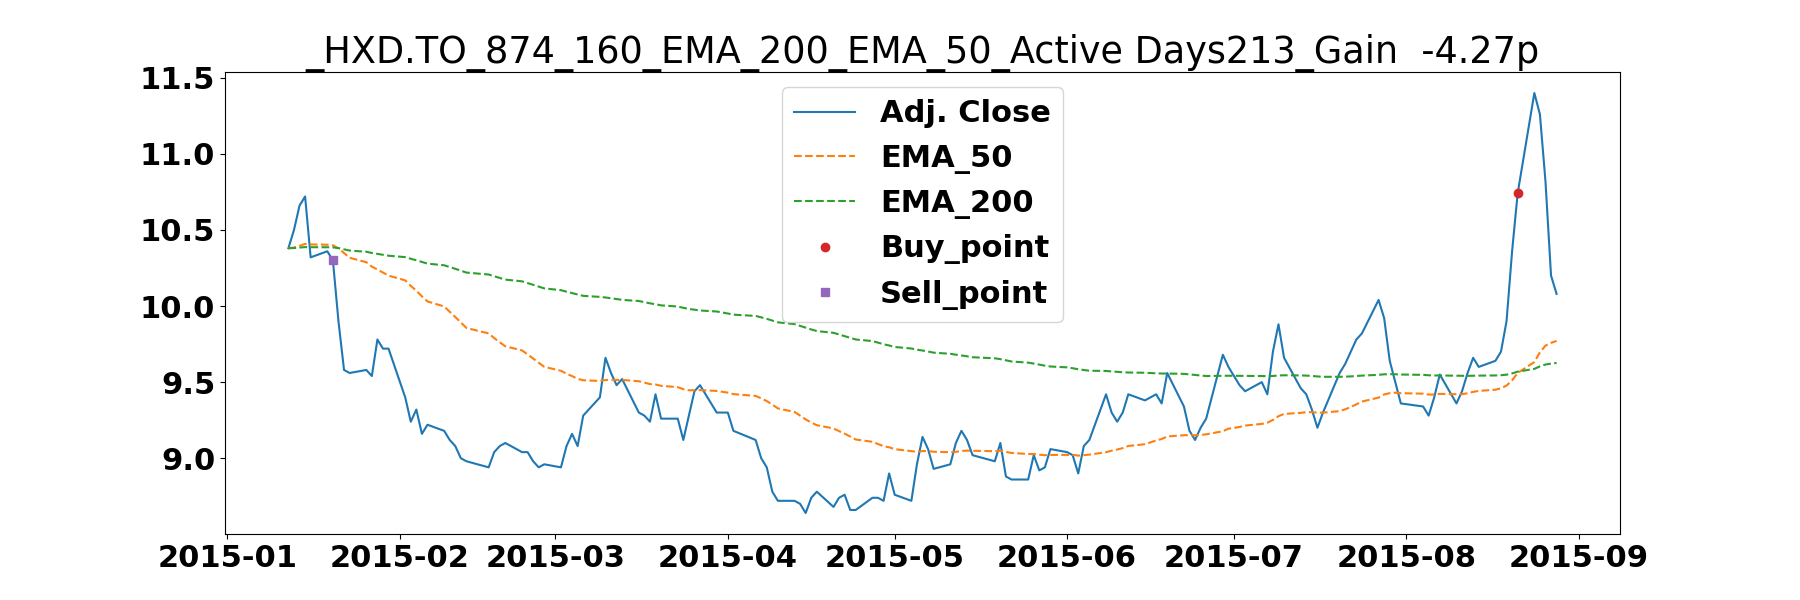 _HXD.TO_874_160_EMA_200_EMA_50_Active Days213_Gain  -4.27p
11.5
11.0
10.5
10.0
9.5
9.0
Adj. Close
EMA_50
EMA_200
Buy_point
Sell_point
2015-01 2015-02 2015-03 2015-04 2015-05 2015-06 2015-07 2015-08 2015-09